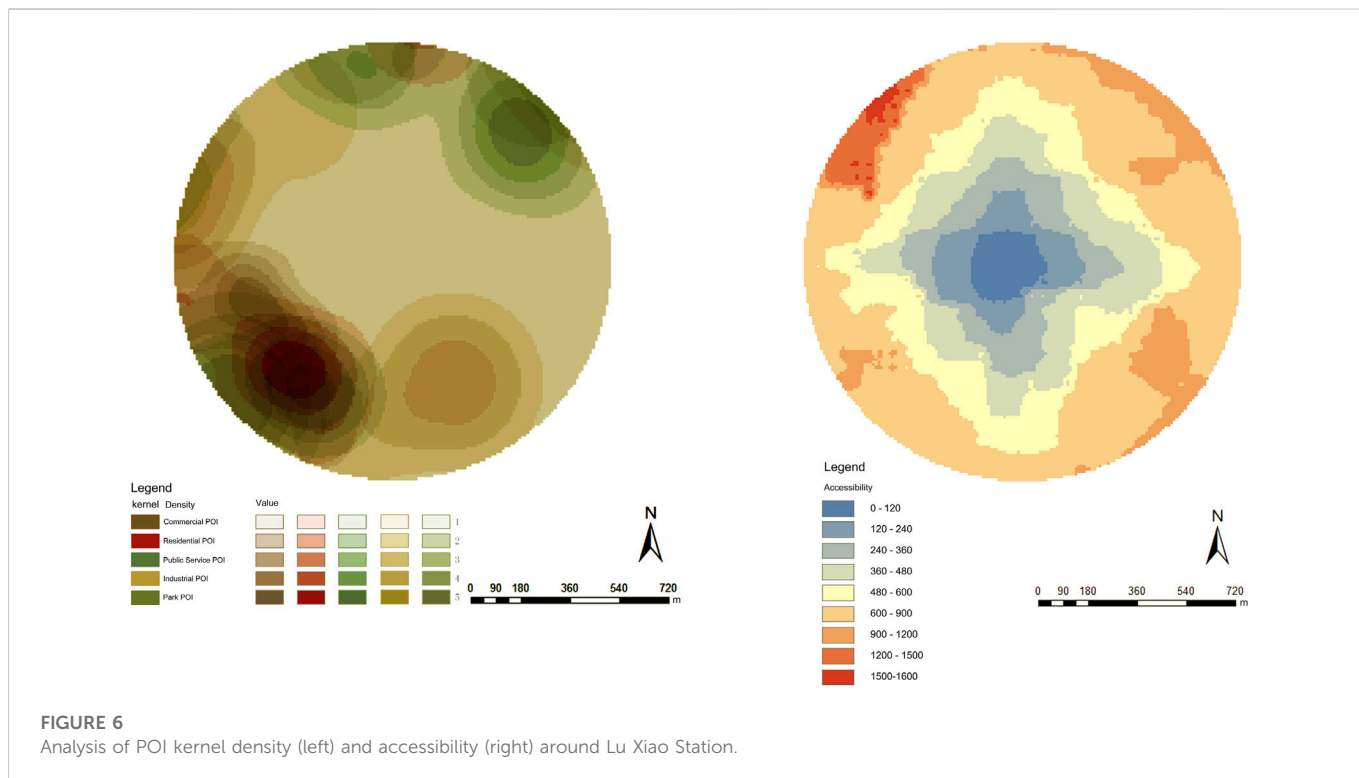 Legend
kernel Density Value
Commercial POI 1
Residential POI 2
Public Service POI 3
Industrial POI 4
Park POI 5
N
0 90 180 360 540 720
m
Legend
Accessibility
0 - 120
120 - 240
240 - 360
360 - 480
480 - 600
600 - 900
900 - 1200
1200 - 1500
1500-1600
N
0 90 180 360 540 720
m
FIGURE 6
Analysis of POI kernel density (left) and accessibility (right) around Lu Xiao Station.